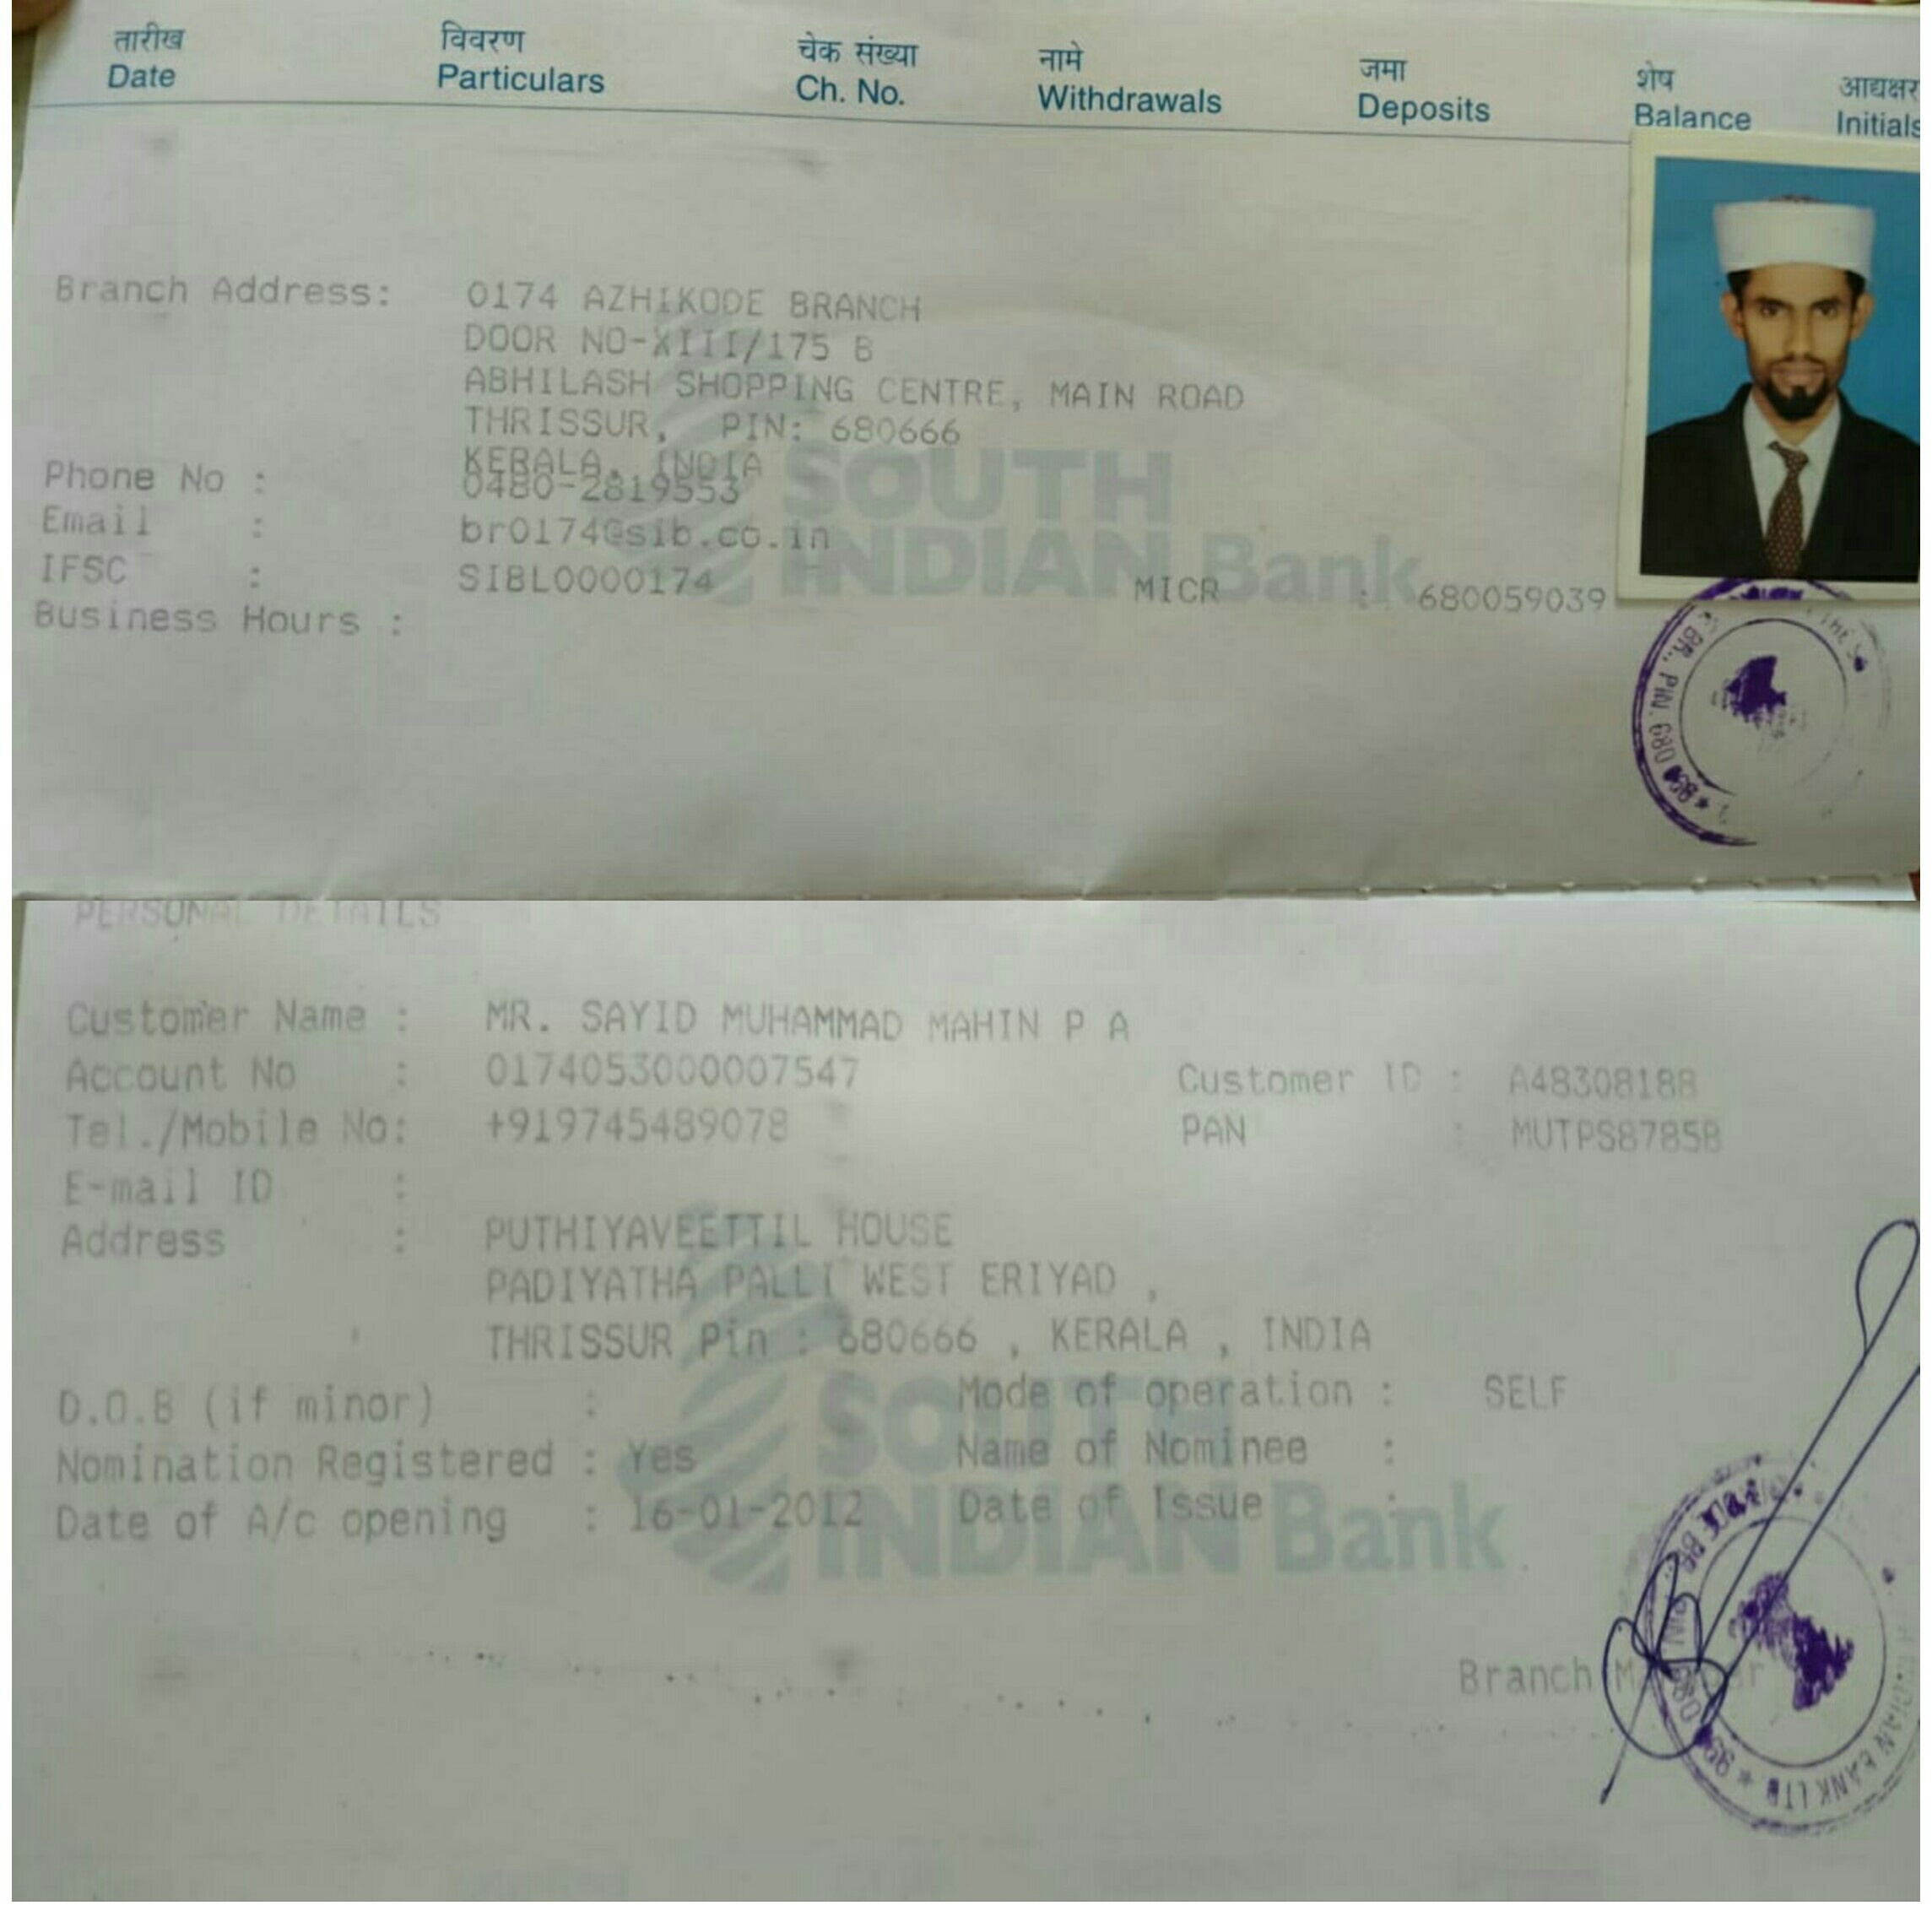 तारीख विवरण चेक संख्या नामे जमा शेष आद्यक्षर
Date Particulars Ch. No. Withdrawals Deposits Balance Initials
Branch Address: 0174 AZHIKODE BRANCH
DOOR NO-XIII/175 B
ABHILASH SHOPPING CENTRE, MAIN ROAD
THRISSUR, PIN: 680666
KERALA, INDIA
Phone No : 0480-2819553
Email : br0174@sib.co.in
IFSC : SIBL0000174 MICR : 680059039
Business Hours :
SOUTH
INDIAN Bank
BR., PIN. 680
PERSONAL DETAILS
Customer Name : MR. SAYID MUHAMMAD MAHIN P A
Account No : 0174053000007547 Customer ID : A48308188
Tel./Mobile No: +919745489078 PAN : MUTPS8785B
E-mail ID :
Address : PUTHIYAVEETTIL HOUSE
PADIYATHA PALLI WEST ERIYAD ,
THRISSUR Pin : 680666 , KERALA , INDIA
D.O.B (if minor) : Mode of operation : SELF
Nomination Registered : Yes Name of Nominee :
Date of A/c opening : 16-01-2012 Date of Issue :
SOUTH
INDIAN Bank
Branch Manager
INDIAN BANK LTD